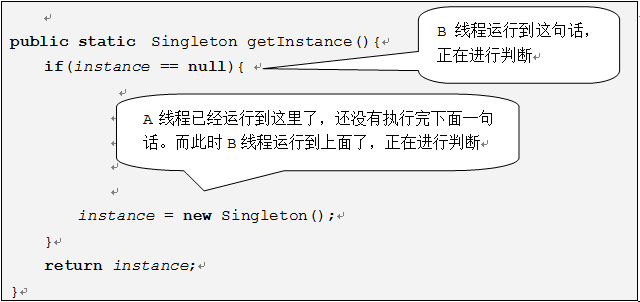 public static Singleton getInstance(){
if(instance == null){
B 线程运行到这句话，
正在进行判断
A 线程已经运行到这里了，还没有执行完下面一句
话。而此时 B 线程运行到上面了，正在进行判断
instance = new Singleton();
}
return instance;
}